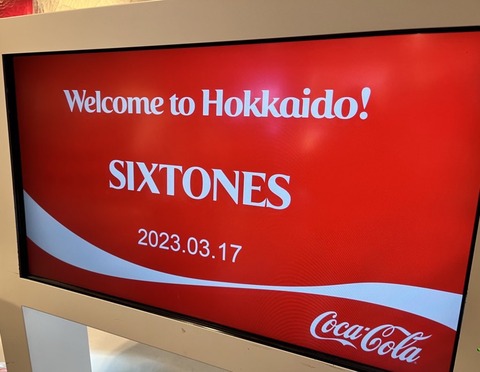 Welcome to Hokkaido!
SIXTONES
2023.03.17
Coca-Cola